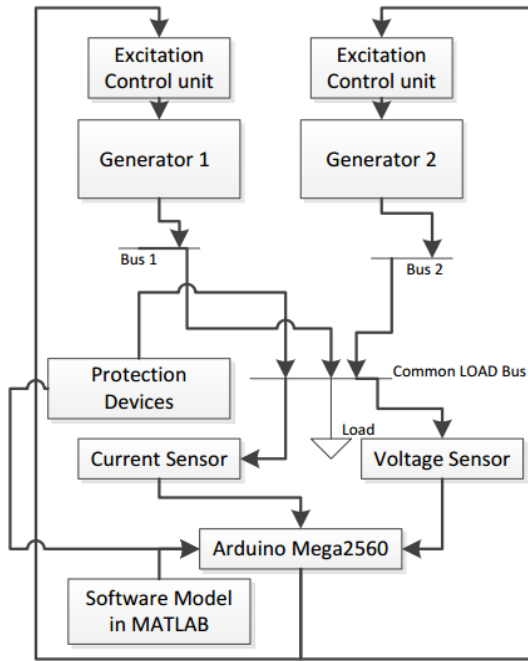 Excitation
Control unit
Excitation
Control unit
Generator 1
Generator 2
Bus 1
Bus 2
Protection
Devices
Common LOAD Bus
Load
Current Sensor
Voltage Sensor
Arduino Mega2560
Software Model
in MATLAB